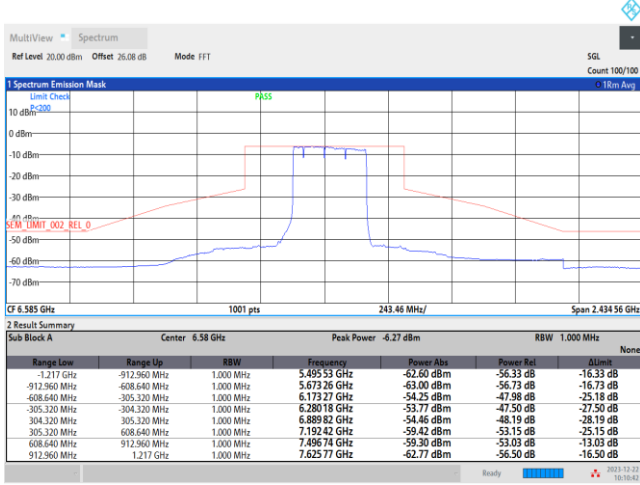 MultiView Spectrum
Ref Level 20.00 dBm Offset 26.08 dB Mode FFT SGL
Count 100/100
1 Spectrum Emission Mask 1Rm Avg
Limit Check PASS
P<200
10 dBm
0 dBm
-10 dBm
-20 dBm
-30 dBm
-40 dBm
SEM_LIMIT_002_REL_0
-50 dBm
-60 dBm
-70 dBm
CF 6.585 GHz 1001 pts 243.46 MHz/ Span 2.434 56 GHz
2 Result Summary
Sub Block A Center 6.58 GHz Peak Power -6.27 dBm RBW 1.000 MHz
None
Range Low Range Up RBW Frequency Power Abs Power Rel ΔLimit
-1.217 GHz -912.960 MHz 1.000 MHz 5.495 53 GHz -62.60 dBm -56.33 dB -16.33 dB
-912.960 MHz -608.640 MHz 1.000 MHz 5.673 26 GHz -63.00 dBm -56.73 dB -16.73 dB
-608.640 MHz -305.320 MHz 1.000 MHz 6.173 27 GHz -54.25 dBm -47.98 dB -25.18 dB
-305.320 MHz -304.320 MHz 1.000 MHz 6.280 18 GHz -53.77 dBm -47.50 dB -27.50 dB
304.320 MHz 305.320 MHz 1.000 MHz 6.889 82 GHz -54.46 dBm -48.19 dB -28.19 dB
305.320 MHz 608.640 MHz 1.000 MHz 7.192 42 GHz -59.42 dBm -53.15 dB -25.15 dB
608.640 MHz 912.960 MHz 1.000 MHz 7.496 74 GHz -59.30 dBm -53.03 dB -13.03 dB
912.960 MHz 1.217 GHz 1.000 MHz 7.625 77 GHz -62.77 dBm -56.50 dB -16.50 dB
Ready 2023-12-22
10:10:42